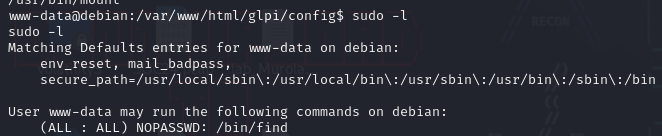 /usr/bin/mount
www-data@debian:/var/www/html/glpi/config$ sudo -l
sudo -l
Matching Defaults entries for www-data on debian:
    env_reset, mail_badpass,
    secure_path=/usr/local/sbin\:/usr/local/bin\:/usr/sbin\:/usr/bin\:/sbin\:/bin

User www-data may run the following commands on debian:
    (ALL : ALL) NOPASSWD: /bin/find
RECON